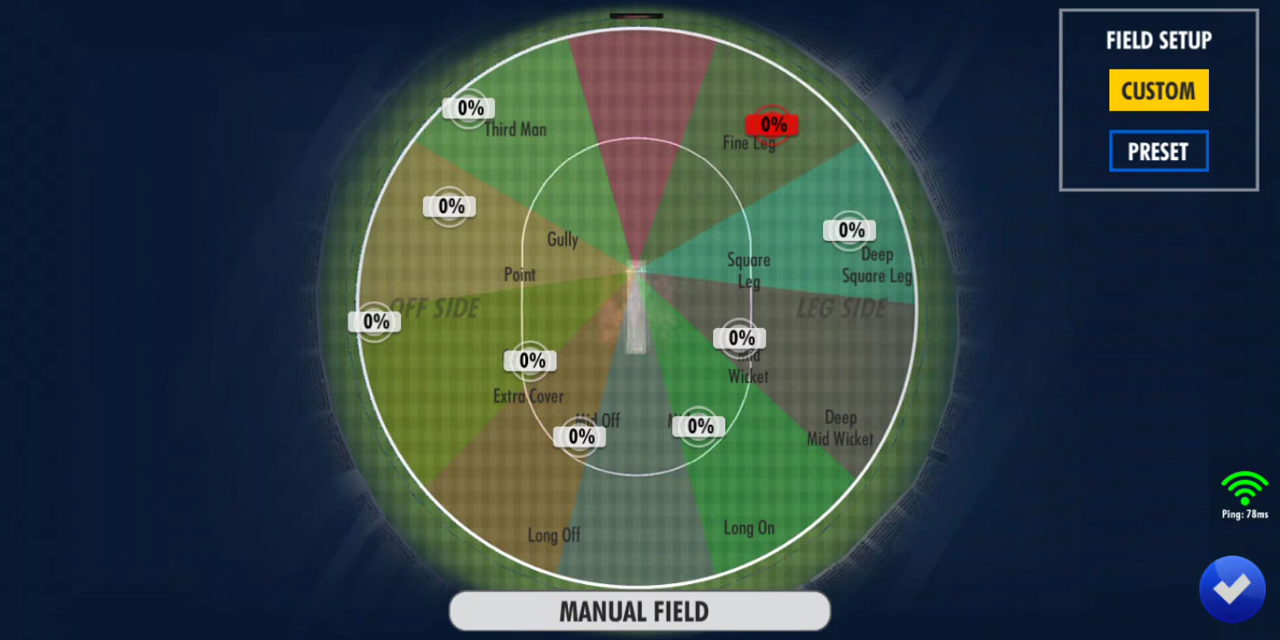 FIELD SETUP
CUSTOM
PRESET
0%
Third Man
0%
Fine Leg
0%
Gully
0%
Deep
Square Leg
Point
Square
Leg
OFF SIDE
LEG SIDE
0%
0%
Mid
Wicket
0%
Extra Cover
Mid Off
0%
0%
Deep
Mid Wicket
Long Off
Long On
Ping: 78ms
MANUAL FIELD